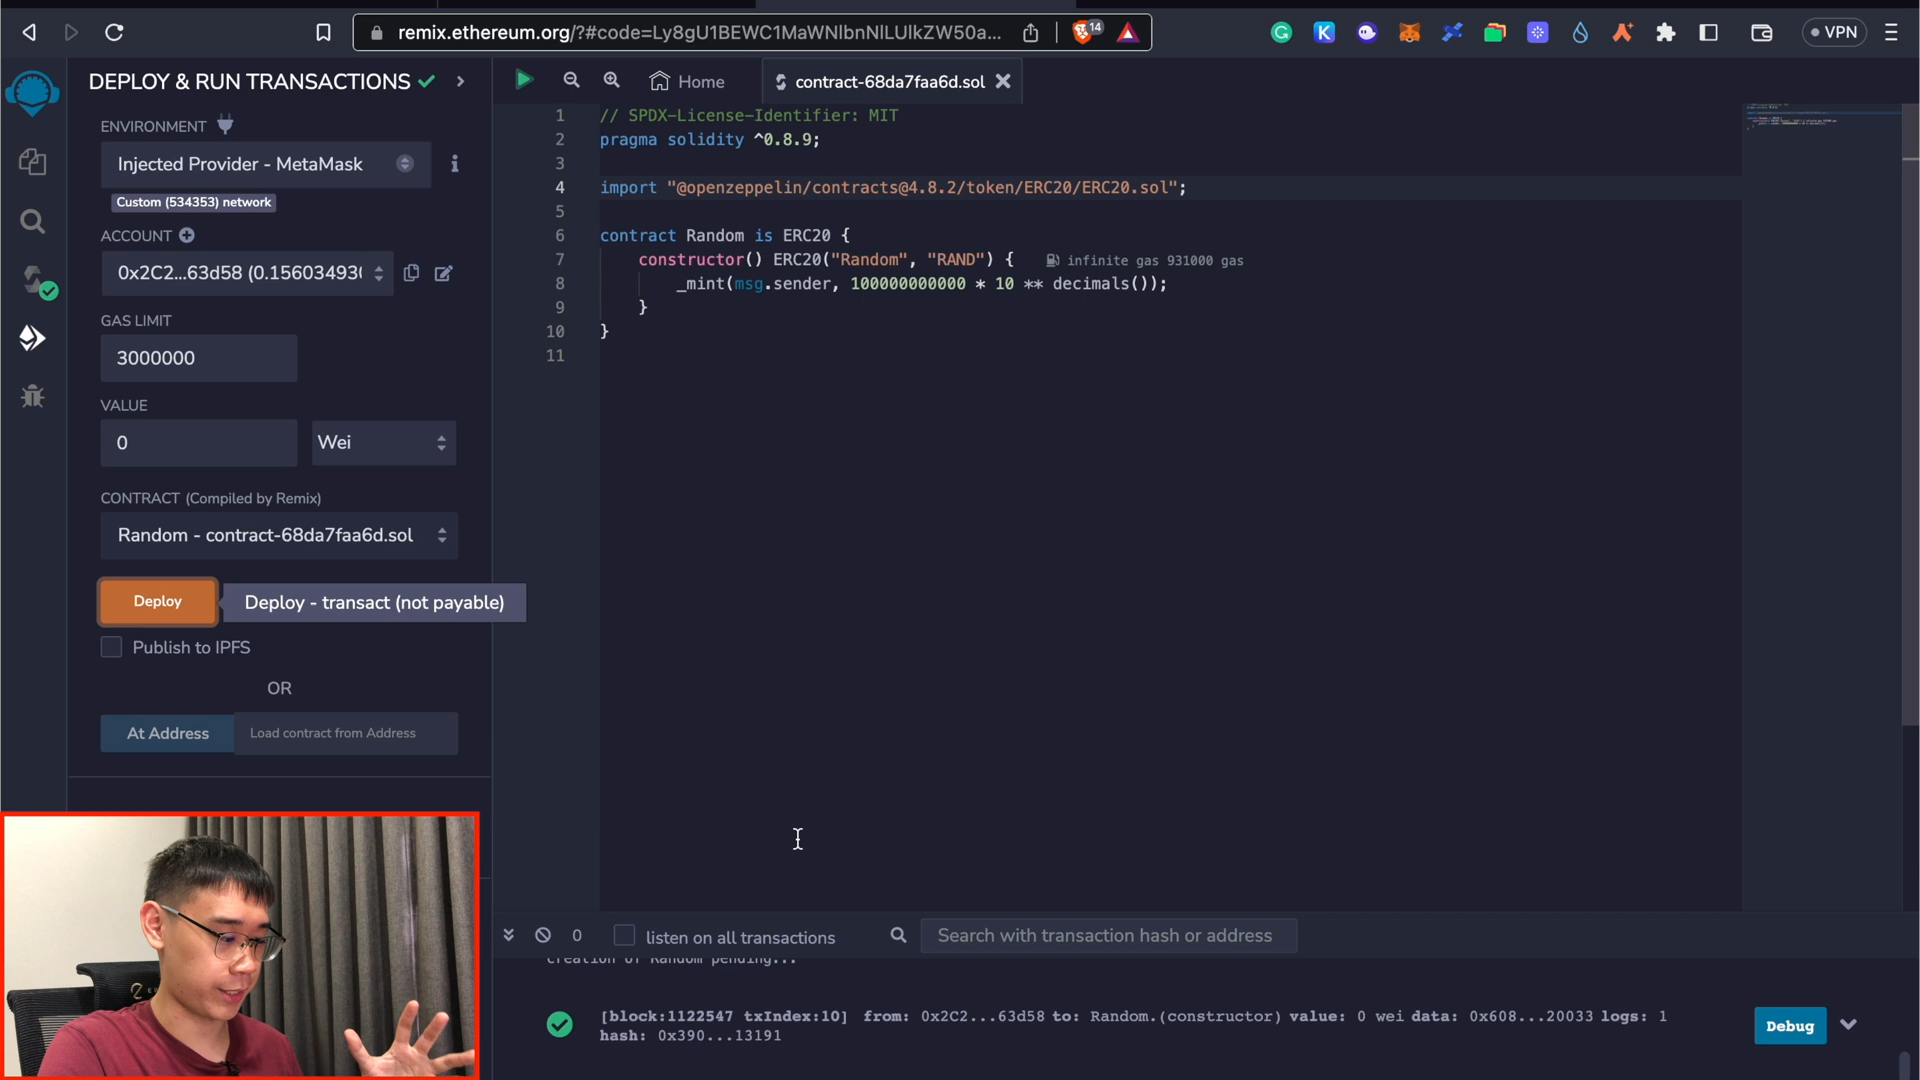 remix.ethereum.org/?#code=Ly8gU1BEWC1MaWNlbnNlLUlkZW50a...
14
VPN
DEPLOY & RUN TRANSACTIONS
Home
contract-68da7faa6d.sol
ENVIRONMENT
Injected Provider - MetaMask
Custom (534353) network
ACCOUNT
0x2C2...63d58 (0.15603493(
GAS LIMIT
3000000
VALUE
0
Wei
CONTRACT (Compiled by Remix)
Random - contract-68da7faa6d.sol
Deploy
Deploy - transact (not payable)
Publish to IPFS
OR
At Address
Load contract from Address
1 // SPDX-License-Identifier: MIT
2 pragma solidity ^0.8.9;
3
4 import "@openzeppelin/contracts@4.8.2/token/ERC20/ERC20.sol";
5
6 contract Random is ERC20 {
7 constructor() ERC20("Random", "RAND") { infinite gas 931000 gas
8 _mint(msg.sender, 100000000000 * 10 ** decimals());
9 }
10 }
11
0
listen on all transactions
Search with transaction hash or address
creation of Random pending...
[block:1122547 txIndex:10] from: 0x2C2...63d58 to: Random.(constructor) value: 0 wei data: 0x608...20033 logs: 1
hash: 0x390...13191
Debug